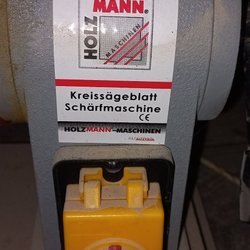 HOLZ
MANN®
MASCHINEN
Kreissägeblatt
Schärfmaschine
CE
HOLZMANN-MASCHINEN